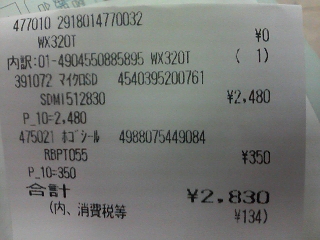 477010 2918014770032
WX320T ¥0
内訳:01-4904550885895 WX320T ( 1)
391072 マイクロSD 4540395200761
SDMI512830 ¥2,480
P_10=2,480
475021 ホゴシール 4988075449084
RBPT055 ¥350
P_10=350
合計 ¥2,830
(内、消費税等 ¥134)